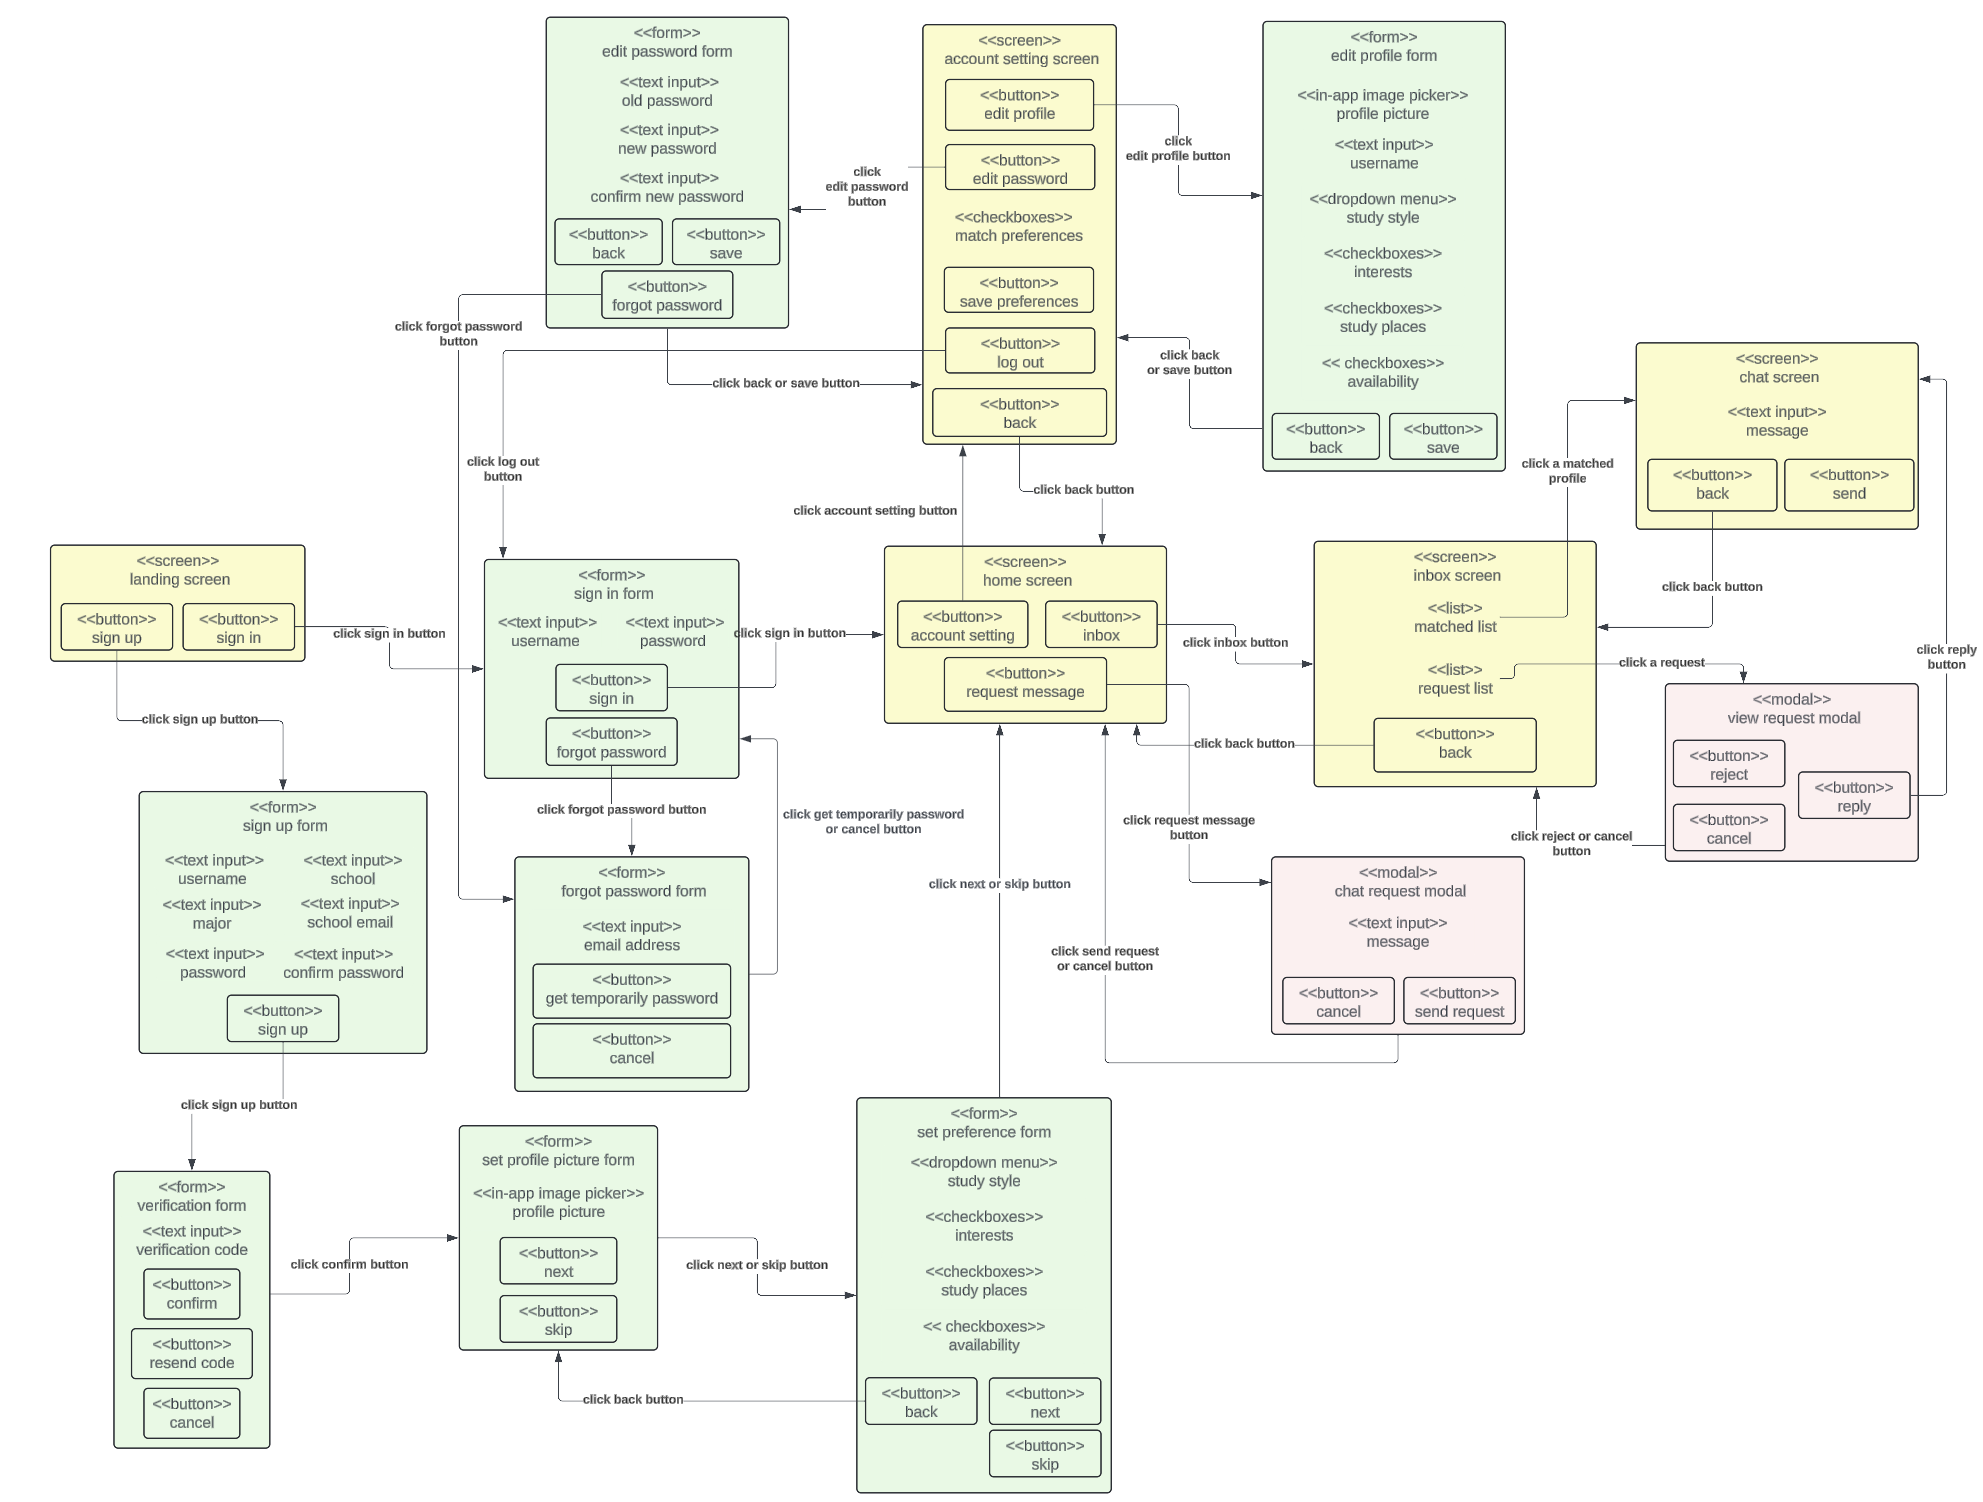 <<form>>
edit password form
<<text input>>
old password
<<text input>>
new password
<<text input>>
confirm new password
<<button>>
back
<<button>>
save
<<button>>
forgot password
<<screen>>
account setting screen
<<button>>
edit profile
<<button>>
edit password
<<checkboxes>>
match preferences
<<button>>
save preferences
<<button>>
log out
<<button>>
back
<<form>>
edit profile form
<<in-app image picker>>
profile picture
<<text input>>
username
<<dropdown menu>>
study style
<<checkboxes>>
interests
<<checkboxes>>
study places
<< checkboxes>>
availability
<<button>>
back
<<button>>
save
click
edit profile button
click
edit password
button
click forgot password
button
click back or save button
click back
or save button
click log out
button
click account setting button
click back button
<<screen>>
chat screen
<<text input>>
message
<<button>>
back
<<button>>
send
click a matched
profile
click back button
click reply
button
<<screen>>
landing screen
<<button>>
sign up
<<button>>
sign in
click sign in button
click sign up button
<<form>>
sign in form
<<text input>>
username
<<text input>>
password
<<button>>
sign in
<<button>>
forgot password
click sign in button
<<screen>>
home screen
<<button>>
account setting
<<button>>
inbox
<<button>>
request message
click inbox button
<<screen>>
inbox screen
<<list>>
matched list
<<list>>
request list
<<button>>
back
click a request
click back button
<<modal>>
view request modal
<<button>>
reject
<<button>>
reply
<<button>>
cancel
click reject or cancel
button
click forgot password button
click get temporarily password
or cancel button
click request message
button
<<form>>
sign up form
<<text input>>
username
<<text input>>
school
<<text input>>
major
<<text input>>
school email
<<text input>>
password
<<text input>>
confirm password
<<button>>
sign up
<<form>>
forgot password form
<<text input>>
email address
<<button>>
get temporarily password
<<button>>
cancel
click next or skip button
click send request
or cancel button
<<modal>>
chat request modal
<<text input>>
message
<<button>>
cancel
<<button>>
send request
click sign up button
<<form>>
verification form
<<text input>>
verification code
<<button>>
confirm
<<button>>
resend code
<<button>>
cancel
click confirm button
<<form>>
set profile picture form
<<in-app image picker>>
profile picture
<<button>>
next
<<button>>
skip
click next or skip button
click back button
<<form>>
set preference form
<<dropdown menu>>
study style
<<checkboxes>>
interests
<<checkboxes>>
study places
<< checkboxes>>
availability
<<button>>
back
<<button>>
next
<<button>>
skip